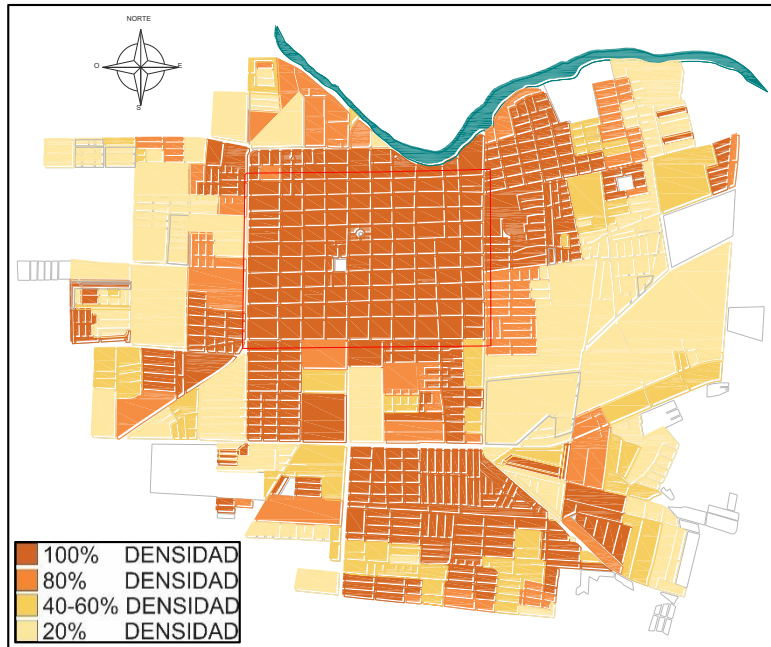 NORTE
O
E
S
100% DENSIDAD
80% DENSIDAD
40-60% DENSIDAD
20% DENSIDAD